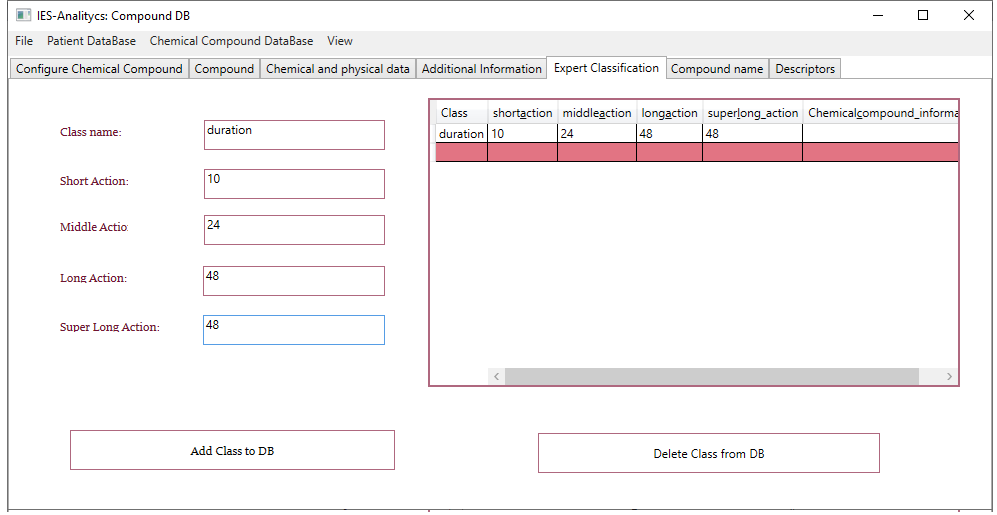 IES-Analitycs: Compound DB
File Patient DataBase Chemical Compound DataBase View
Configure Chemical Compound Compound Chemical and physical data Additional Information Expert Classification Compound name Descriptors
Class name: duration
Short Action: 10
Middle Actio 24
Long Action: 48
Super Long Action: 48
Class shortaction middleaction longaction superlong_action Chemicalcompound_informa
duration 10 24 48 48
Add Class to DB
Delete Class from DB